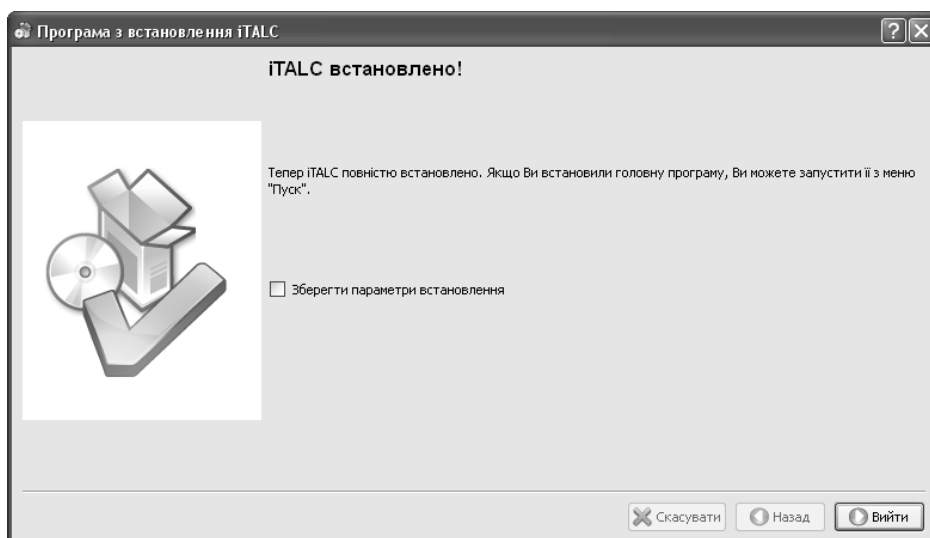 Програма з встановлення iTALC
iTALC встановлено!
Тепер iTALC повністю встановлено. Якщо Ви встановили головну програму, Ви можете запустити її з меню
"Пуск".
Зберегти параметри встановлення
Скасувати
Назад
Вийти